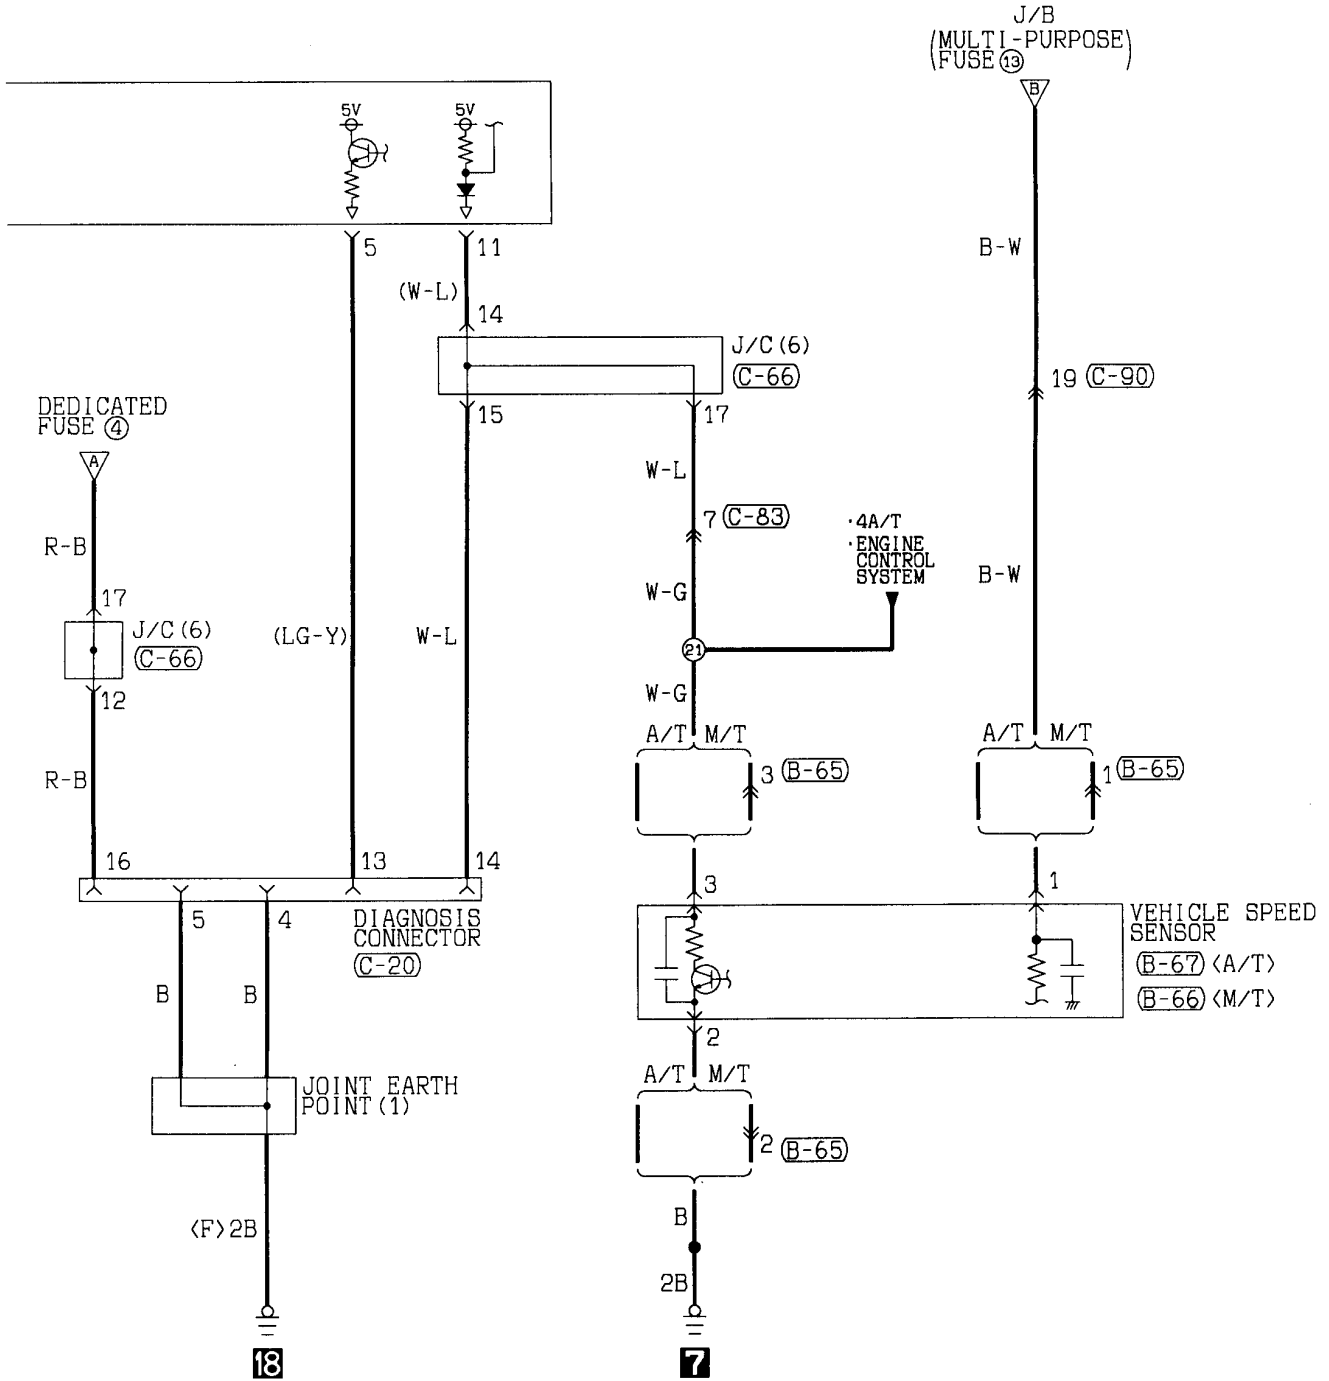 J/B
(MULTI-PURPOSE)
FUSE 13
B
5V
5V
5
11
B-W
(W-L)
14
J/C(6)
C-66
19 C-90
15
17
DEDICATED
FUSE 4
A
W-L
7 C-83
·4A/T
·ENGINE
CONTROL
SYSTEM
R-B
B-W
W-G
17
J/C(6)
C-66
(LG-Y)
W-L
21
12
W-G
A/T M/T
A/T M/T
R-B
3 B-65
1 B-65
16
13
14
3
1
5
4
DIAGNOSIS
CONNECTOR
C-20
VEHICLE SPEED
SENSOR
B-67 <A/T>
B-66 <M/T>
B
B
2
A/T M/T
JOINT EARTH
POINT(1)
2 B-65
<F>2B
B
2B
18
7